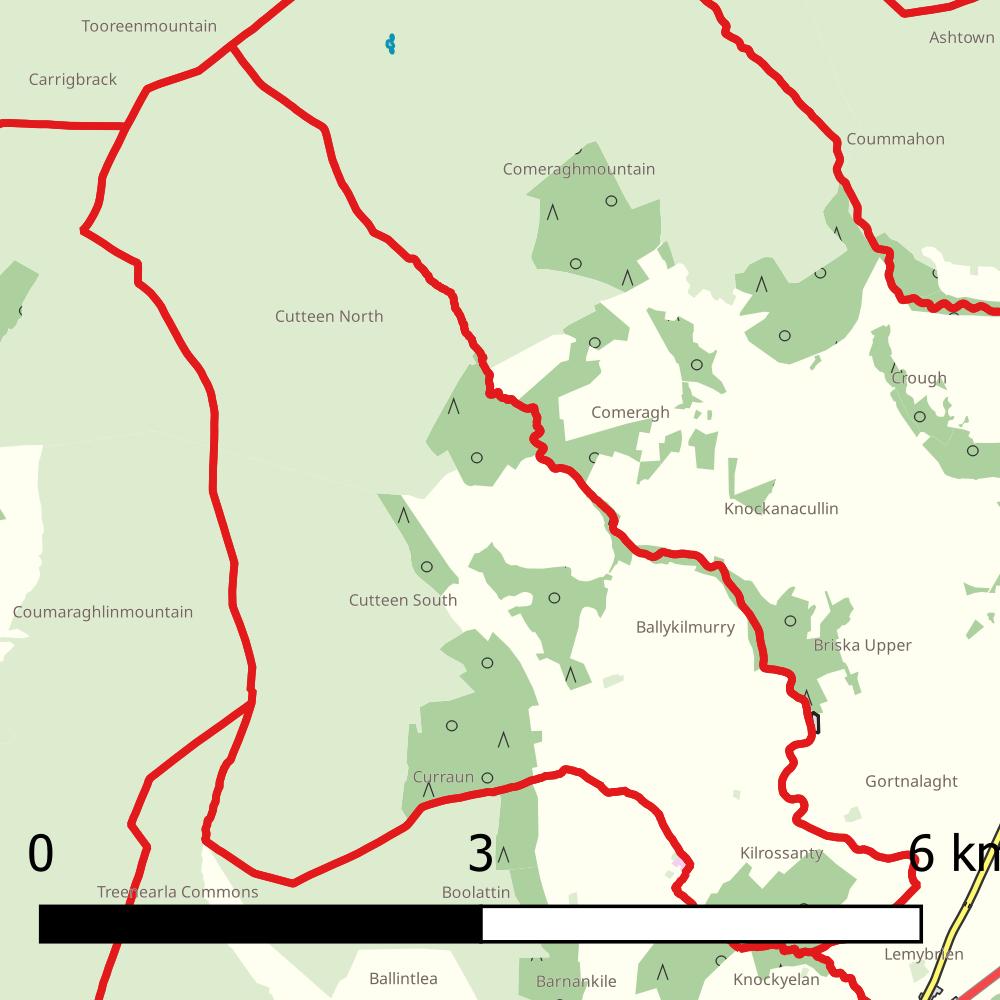 Tooreenmountain
Ashtown
Carrigbrack
Coummahon
Comeraghmountain
Cutteen North
Crough
Comeragh
Knockanacullin
Cutteen South
Coumaraghlinmountain
Ballykilmurry
Briska Upper
Curraun
Gortnalaght
0 3 6 km
Kilrossanty
Treenearla Commons
Boolattin
Lemybrien
Ballintlea
Barnankile
Knockyelan